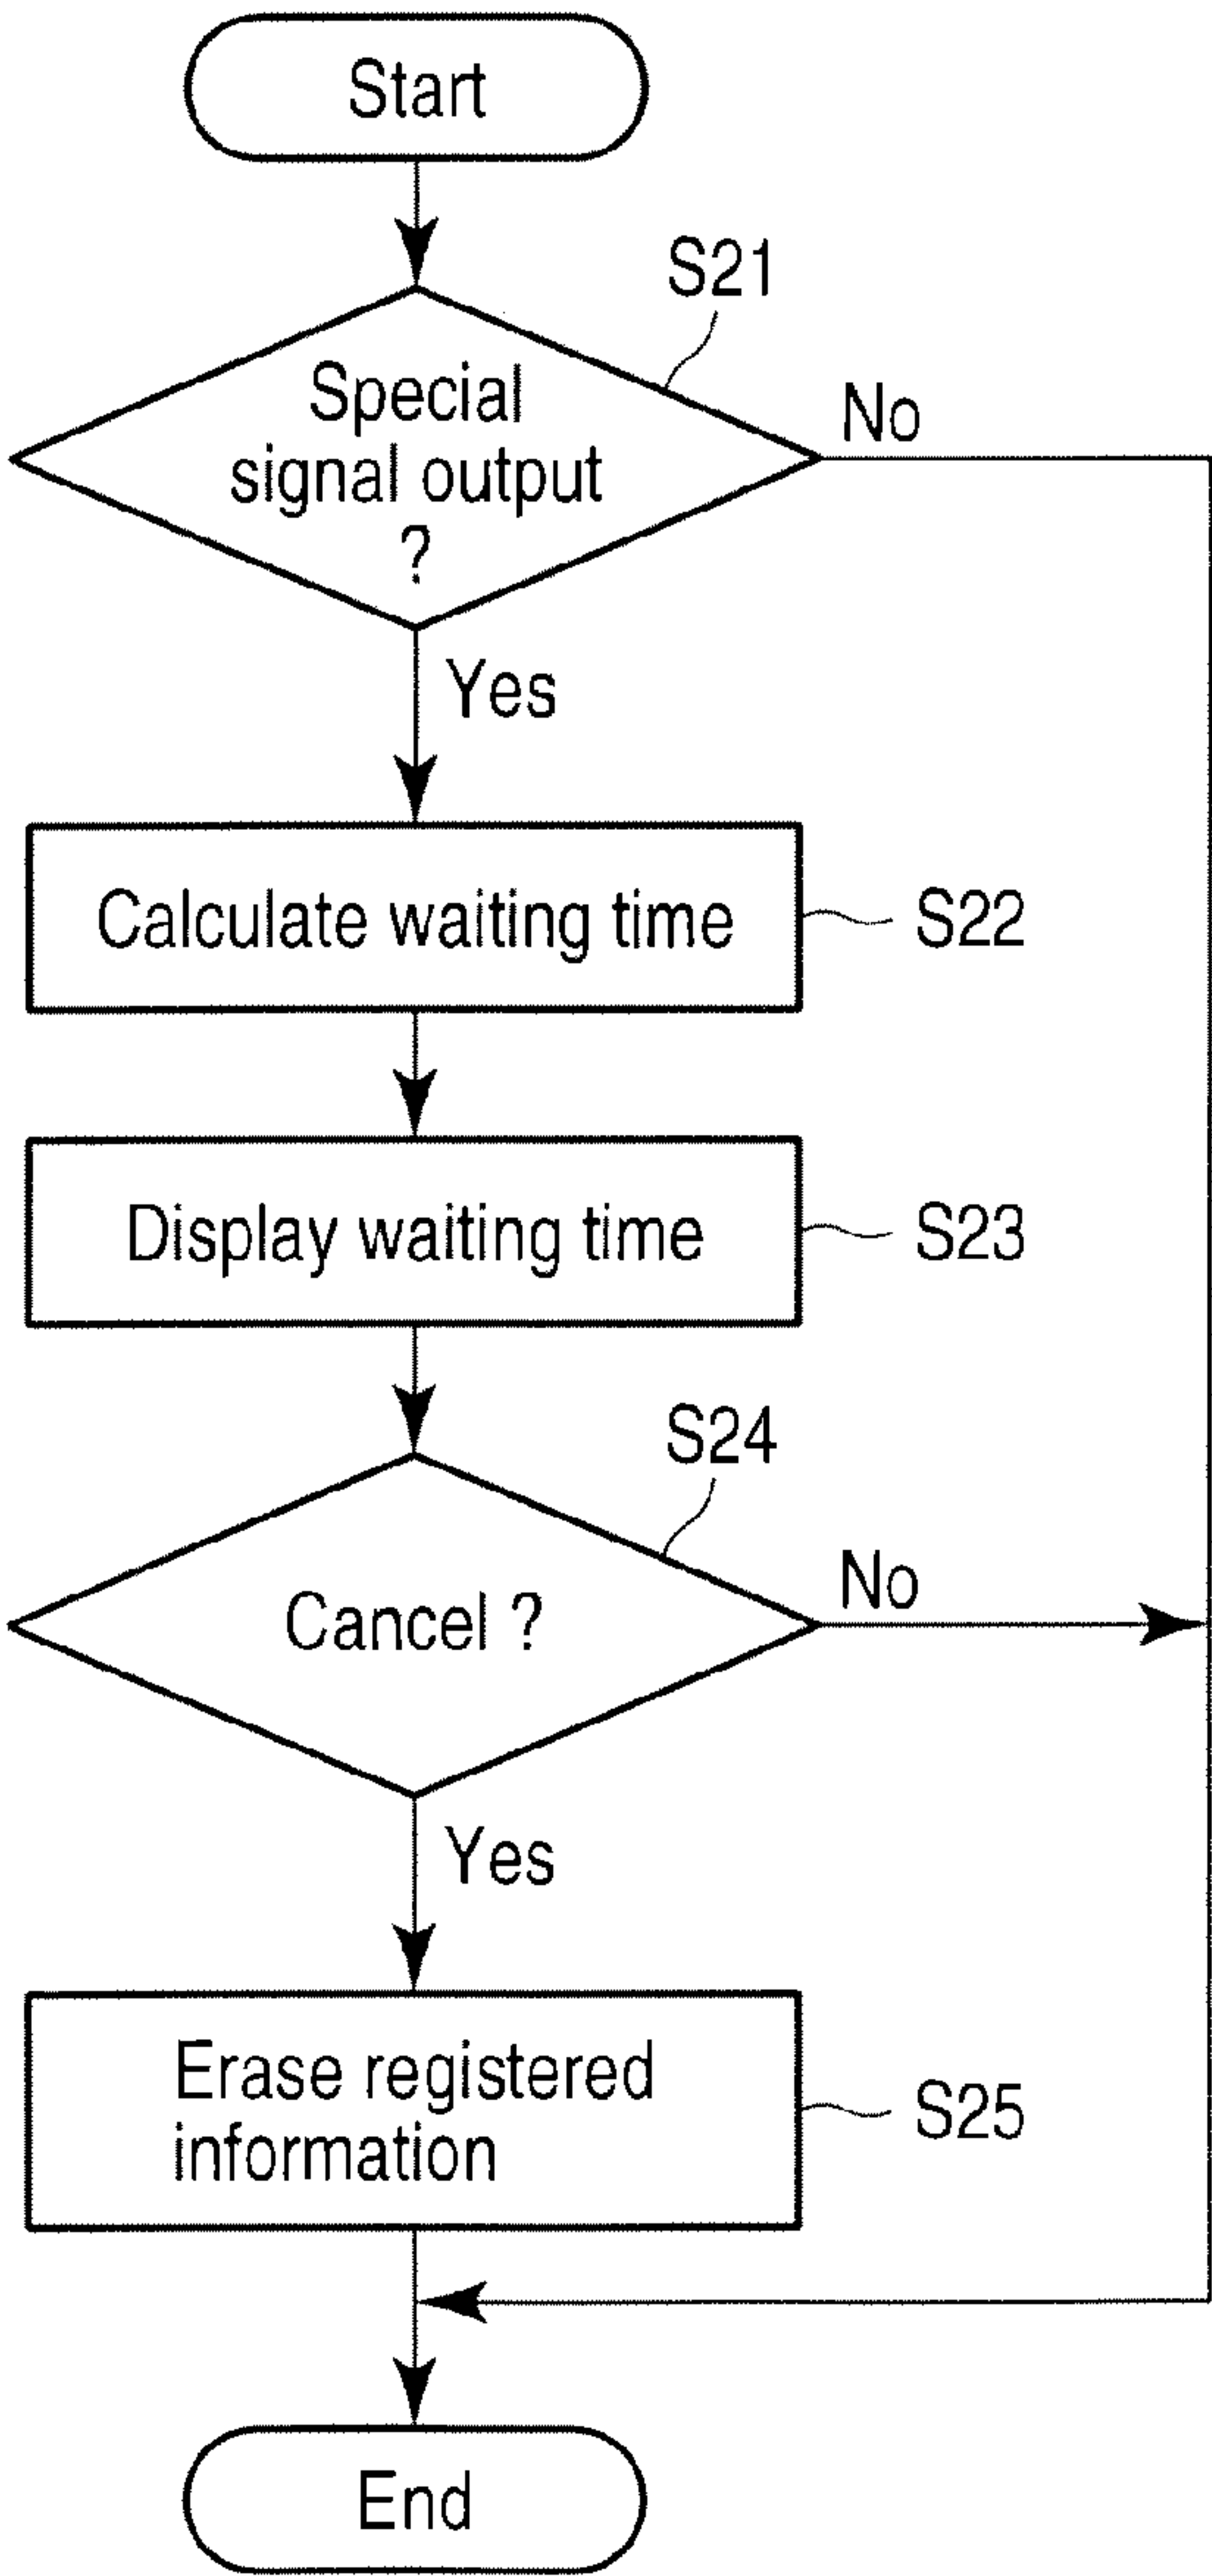 Start
S21
Special
signal output
?
No
Yes
Calculate waiting time
S22
Display waiting time
S23
S24
Cancel ?
No
Yes
Erase registered
information
S25
End